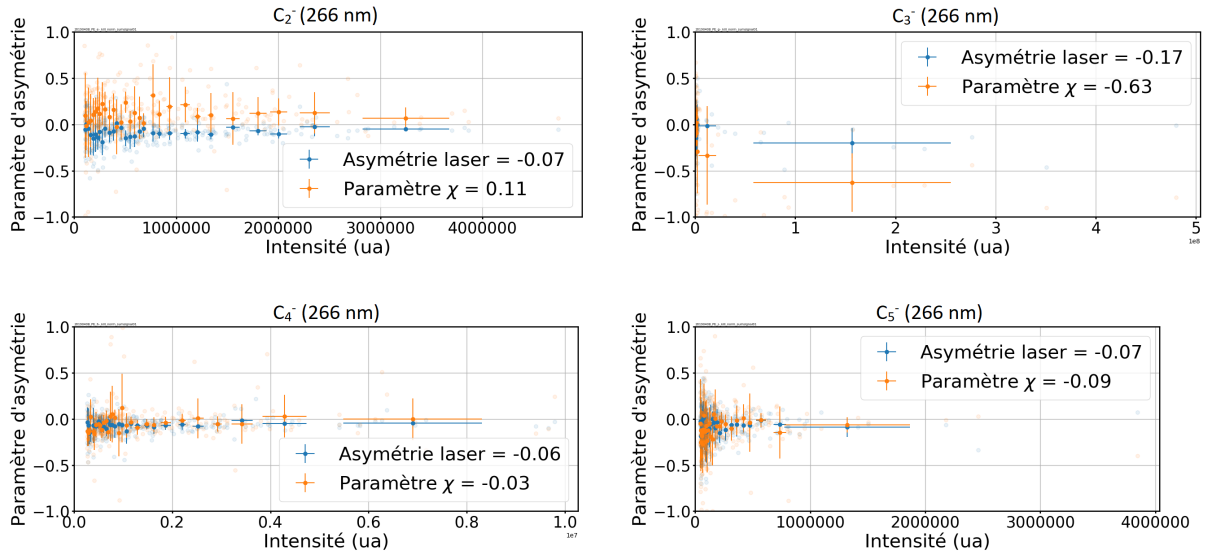 C₂⁻ (266 nm)
Paramètre d'asymétrie
1.0
0.5
0.0
−0.5
−1.0
Asymétrie laser = -0.07
Paramètre χ = 0.11
0 1000000 2000000 3000000 4000000
Intensité (ua)
C₃⁻ (266 nm)
Paramètre d'asymétrie
1.0
0.5
0.0
−0.5
−1.0
Asymétrie laser = -0.17
Paramètre χ = -0.63
0 1 2 3 4 5
1e8
Intensité (ua)
C₄⁻ (266 nm)
Paramètre d'asymétrie
1.0
0.5
0.0
−0.5
−1.0
Asymétrie laser = -0.06
Paramètre χ = -0.03
0.0 0.2 0.4 0.6 0.8 1.0
1e7
Intensité (ua)
C₅⁻ (266 nm)
Paramètre d'asymétrie
1.0
0.5
0.0
−0.5
−1.0
Asymétrie laser = -0.07
Paramètre χ = -0.09
0 1000000 2000000 3000000 4000000
Intensité (ua)